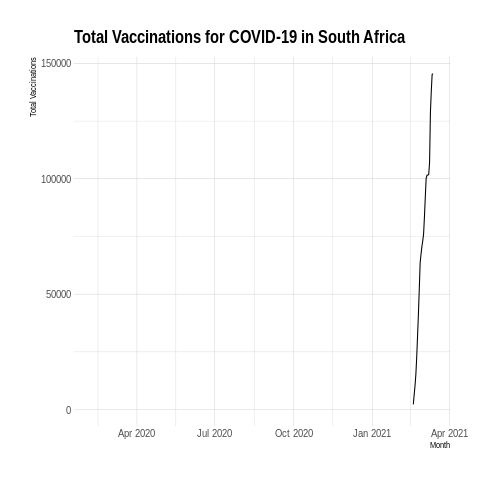 Total Vaccinations for COVID-19 in South Africa
Total Vaccinations
150000
100000
50000
0
Apr 2020 Jul 2020 Oct 2020 Jan 2021 Apr 2021
Month